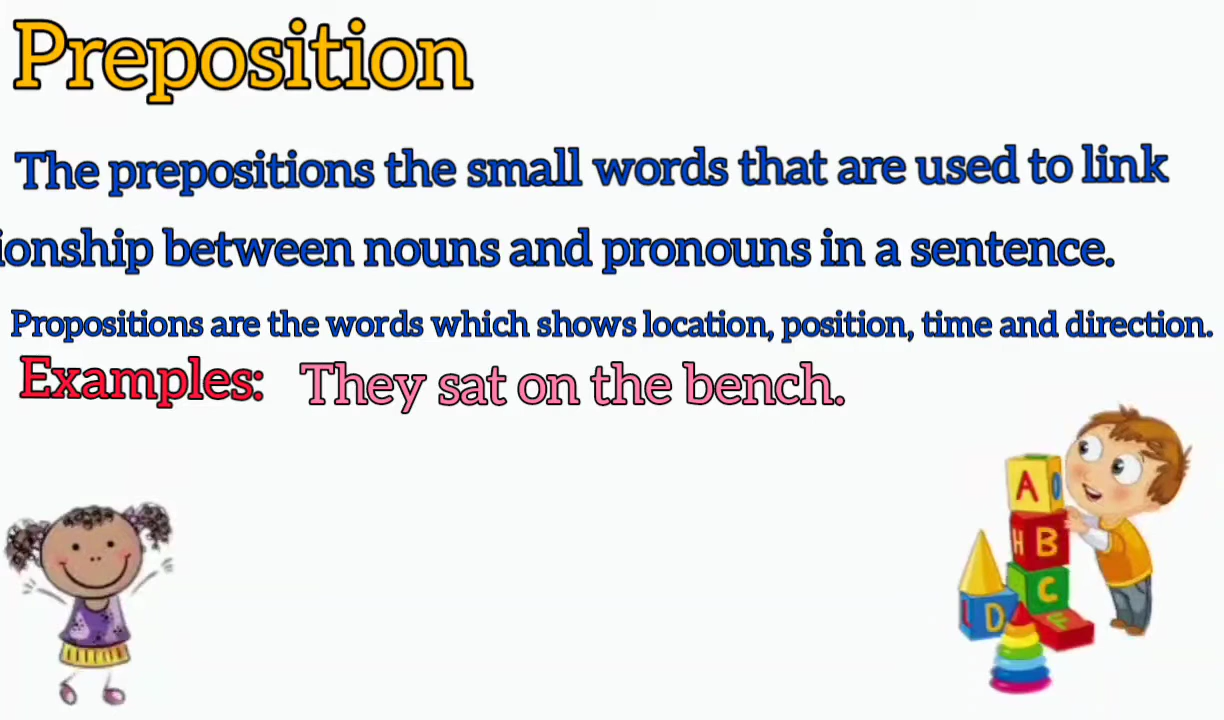 Preposition
The prepositions the small words that are used to link
ionship between nouns and pronouns in a sentence.
Propositions are the words which shows location, position, time and direction.
Examples: They sat on the bench.
A
H B
C
L D F